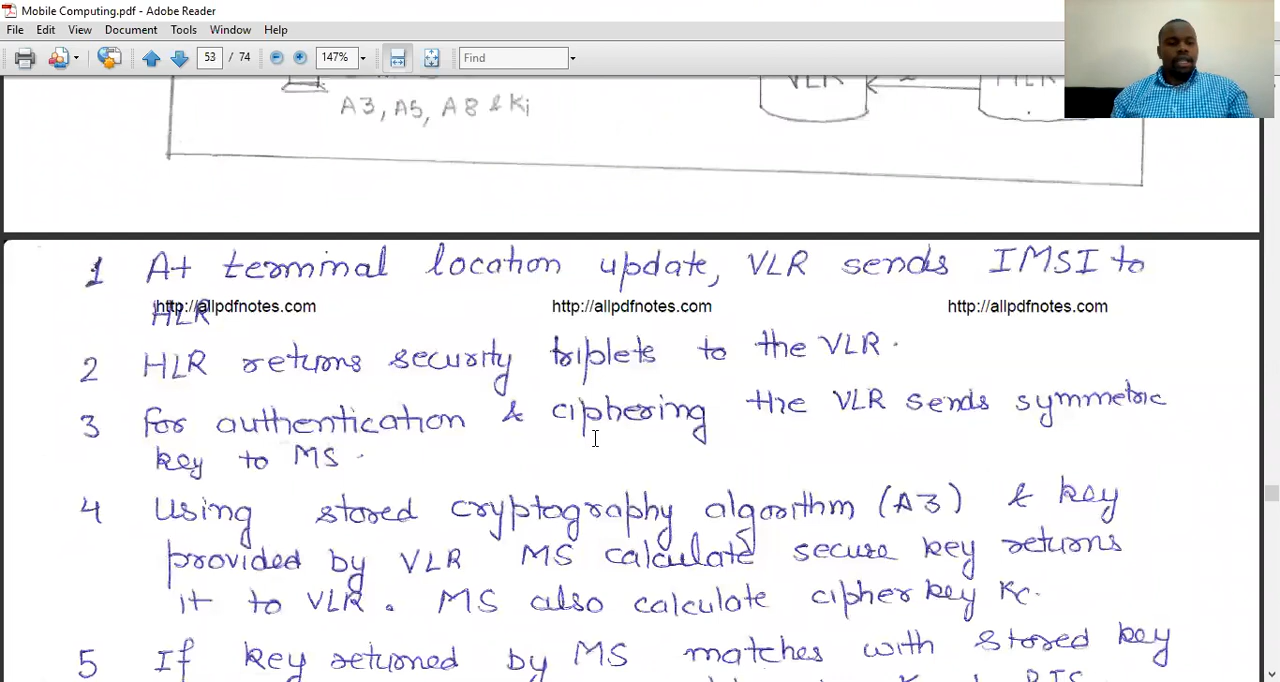 Mobile Computing.pdf - Adobe Reader
File Edit View Document Tools Window Help
53 / 74 147% Find
A3, A5, A8 & Ki
VLR
1 At terminal location update, VLR sends IMSI to
http://allpdfnotes.com http://allpdfnotes.com http://allpdfnotes.com
HLR
2 HLR returns security triplets to the VLR.
3 for authentication & ciphering the VLR sends symmetric
key to MS.
4 Using stored cryptography algorithm (A3) & key
provided by VLR MS calculate secure key returns
it to VLR. MS also calculate cipher key Kc.
5 If key returned by MS matches with stored key